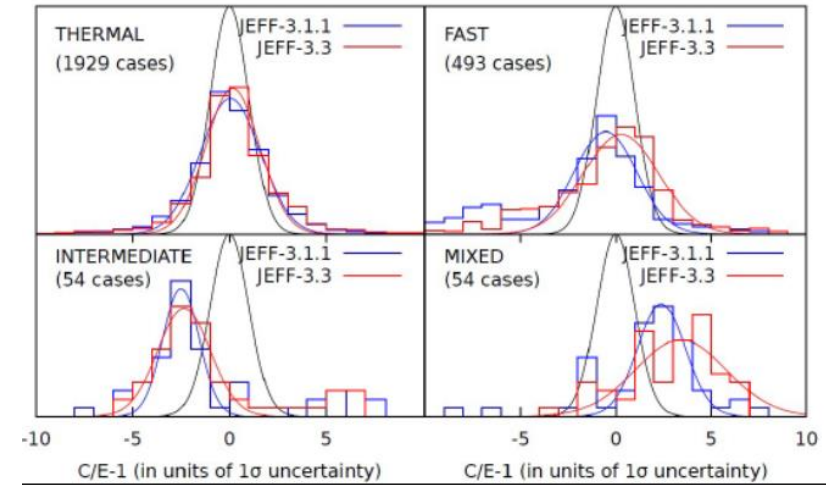 THERMAL
(1929 cases)
JEFF-3.1.1
JEFF-3.3
FAST
(493 cases)
JEFF-3.1.1
JEFF-3.3
INTERMEDIATE
(54 cases)
JEFF-3.1.1
JEFF-3.3
MIXED
(54 cases)
JEFF-3.1.1
JEFF-3.3
-10 -5 0 5
-5 0 5 10
C/E-1 (in units of 1σ uncertainty)
C/E-1 (in units of 1σ uncertainty)